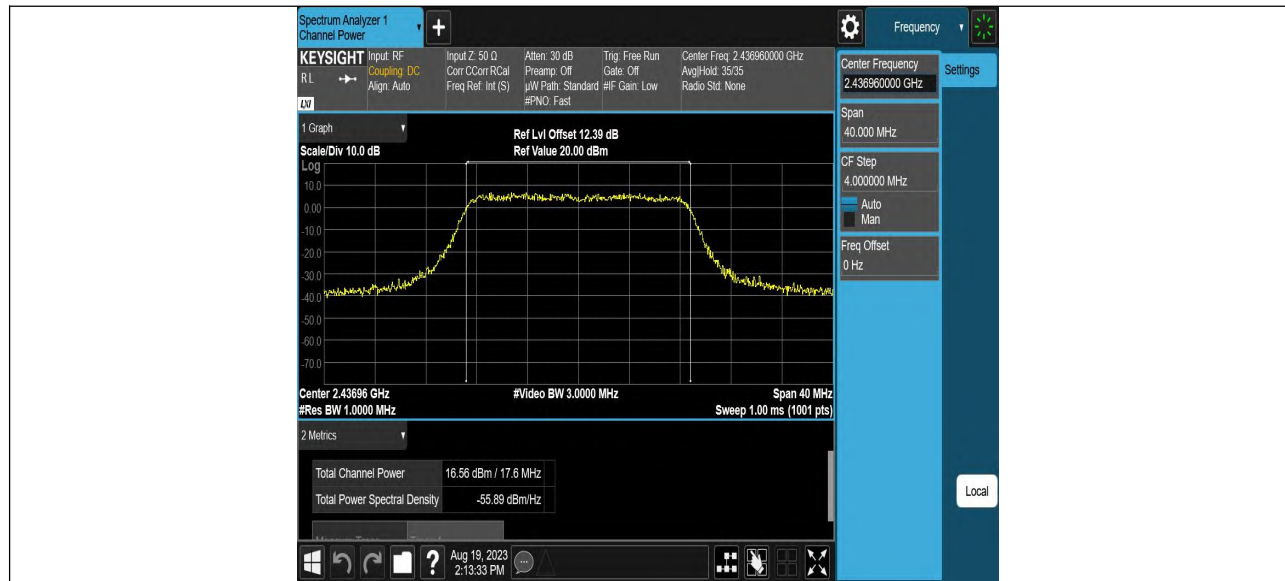 Spectrum Analyzer 1
Channel Power
+
Frequency
KEYSIGHT
R L
LXI
Input: RF
Coupling: DC
Align: Auto
Input Z: 50 Ω
Corr CCorr RCal
Freq Ref: Int (S)
Atten: 30 dB
Preamp: Off
µW Path: Standard
#PNO: Fast
Trig: Free Run
Gate: Off
#IF Gain: Low
Center Freq: 2.436960000 GHz
Avg|Hold: 35/35
Radio Std: None
Center Frequency
2.436960000 GHz
Settings
Span
40.000 MHz
CF Step
4.000000 MHz
Auto
Man
Freq Offset
0 Hz
Local
1 Graph
Scale/Div 10.0 dB
Ref Lvl Offset 12.39 dB
Ref Value 20.00 dBm
Log
10.0
0.00
-10.0
-20.0
-30.0
-40.0
-50.0
-60.0
-70.0
Center 2.43696 GHz
#Video BW 3.0000 MHz
Span 40 MHz
#Res BW 1.0000 MHz
Sweep 1.00 ms (1001 pts)
2 Metrics
Total Channel Power 16.56 dBm / 17.6 MHz
Total Power Spectral Density -55.89 dBm/Hz
?
Aug 19, 2023
2:13:33 PM